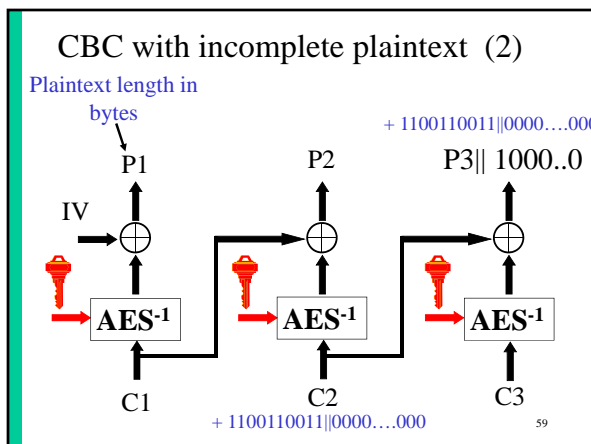 CBC with incomplete plaintext (2)
Plaintext length in
bytes
+ 1100110011||0000….000
P1
P2
P3|| 1000..0
IV
AES-1
AES-1
AES-1
C1
C2
C3
+ 1100110011||0000….000
59